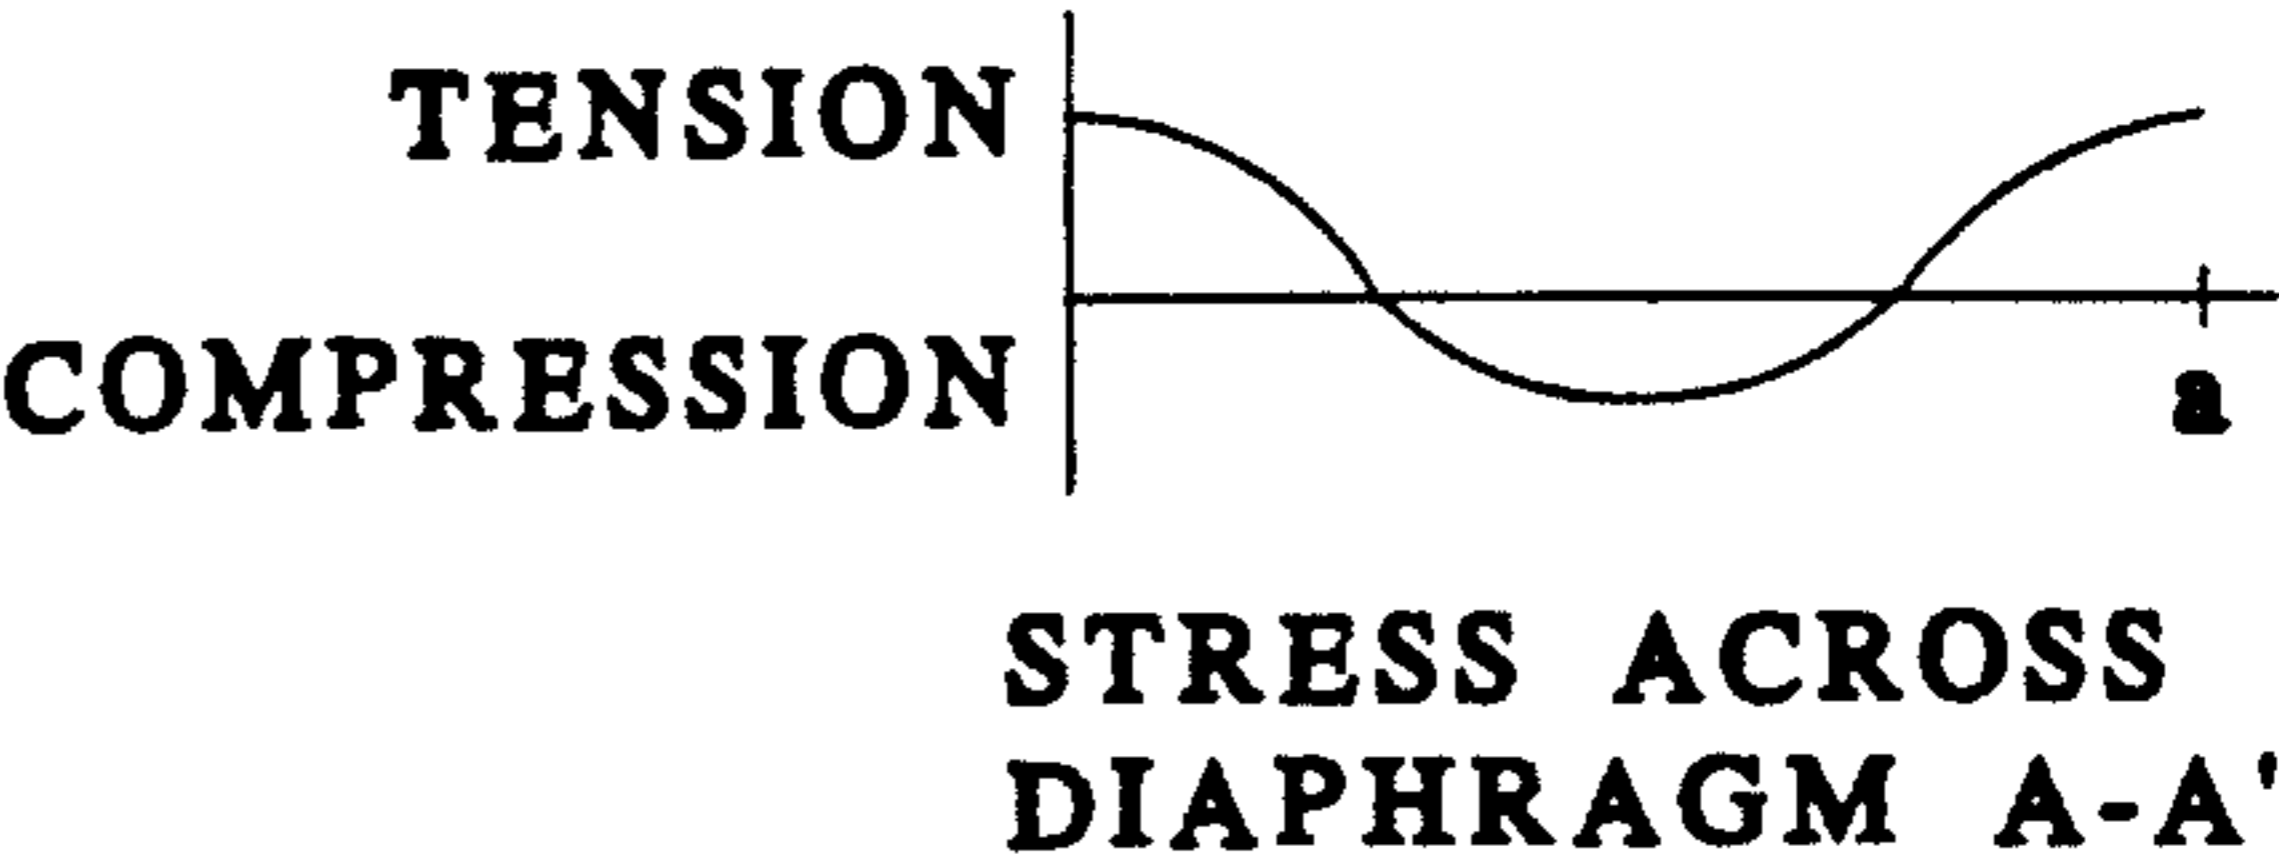 TENSION
COMPRESSION
a
STRESS ACROSS
DIAPHRAGM A-A'